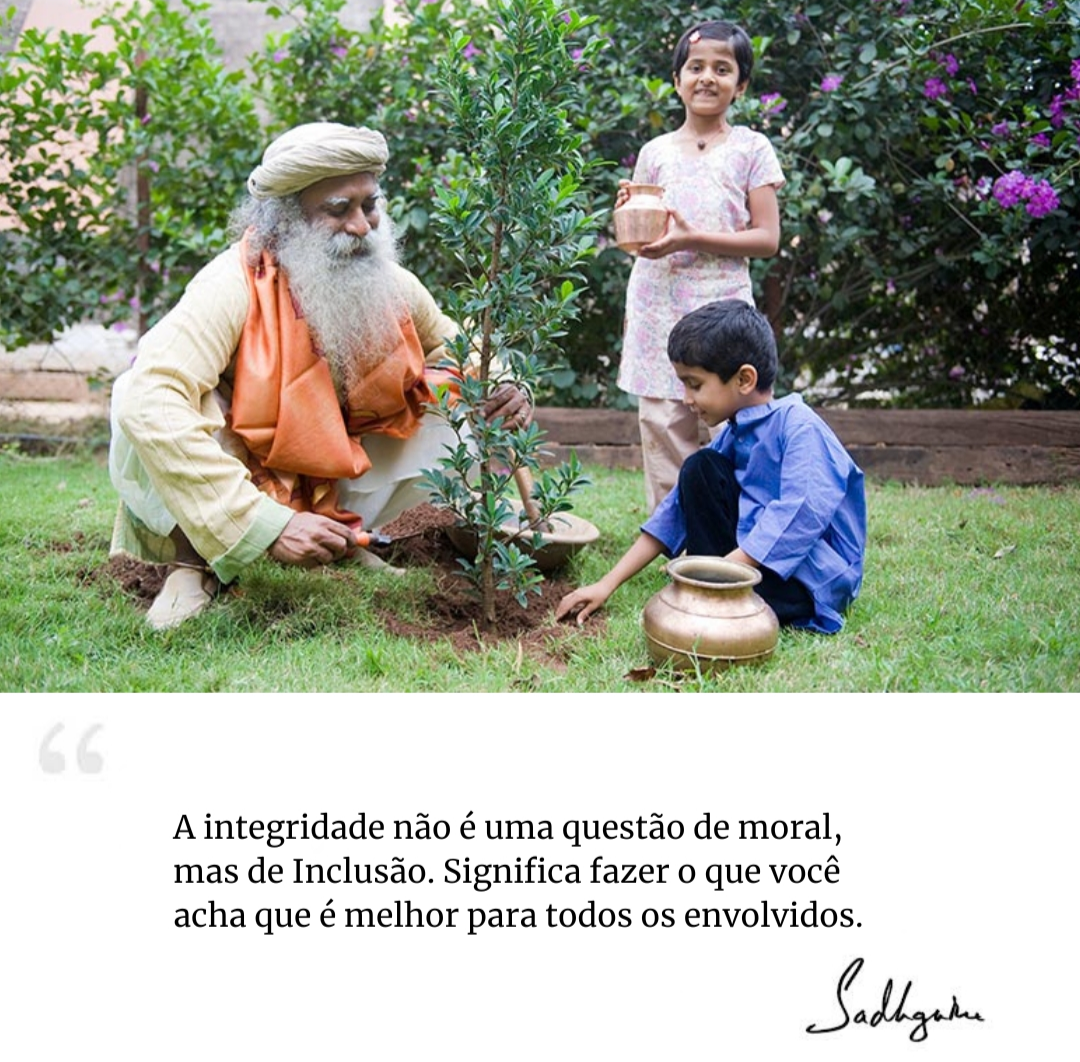 A integridade não é uma questão de moral,
mas de Inclusão. Significa fazer o que você
acha que é melhor para todos os envolvidos.
Sadhguru